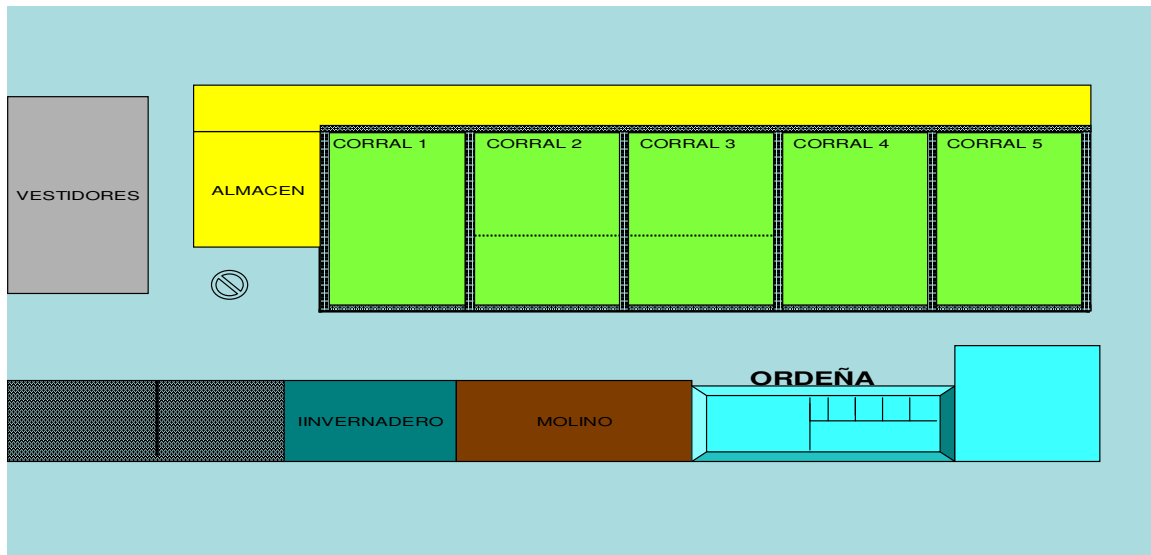 CORRAL 1
CORRAL 2
CORRAL 3
CORRAL 4
CORRAL 5
VESTIDORES
ALMACEN
ORDEÑA
IINVERNADERO
MOLINO